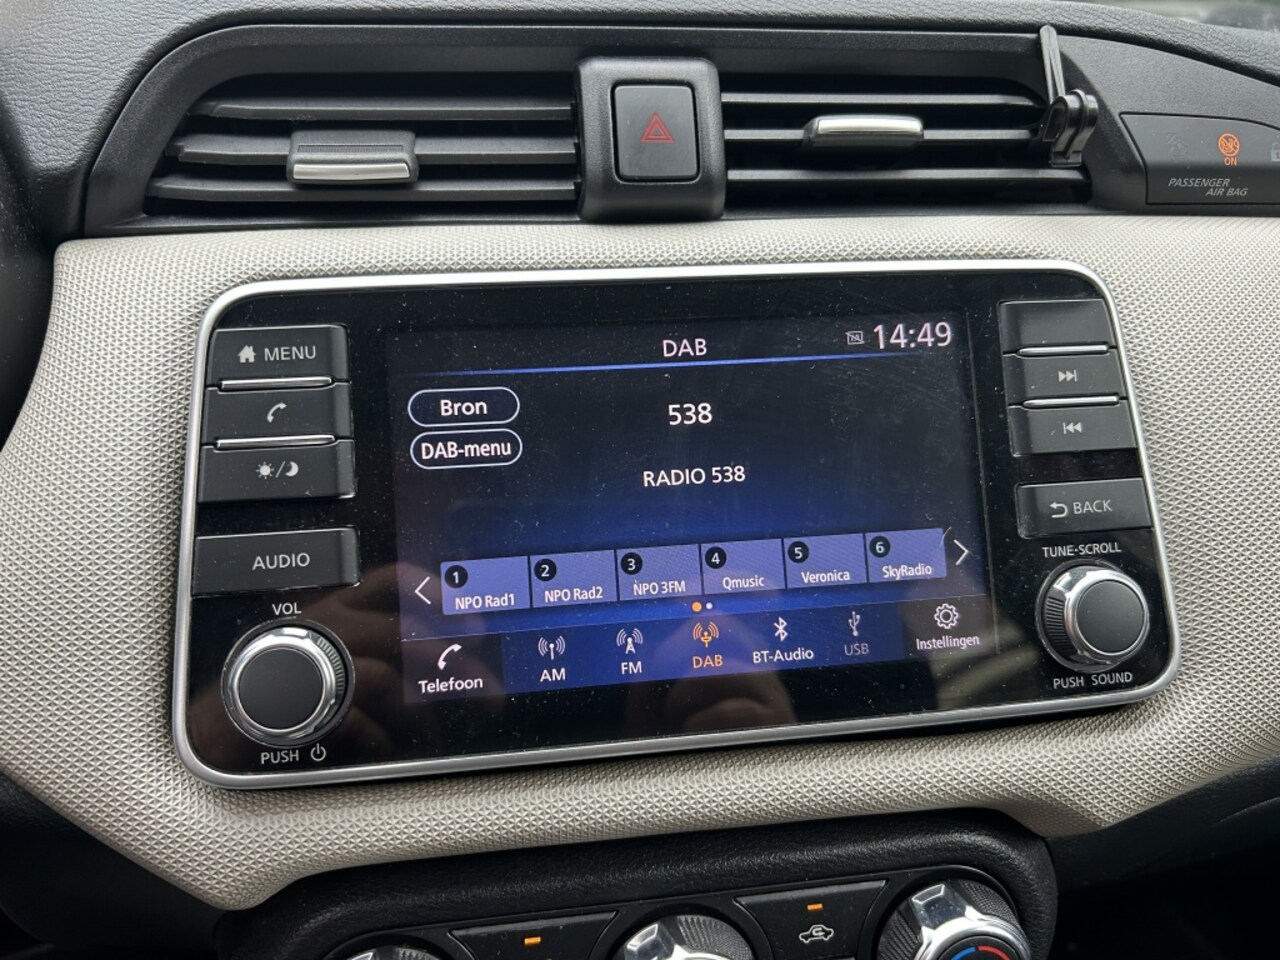 ON
PASSENGER
AIR BAG
MENU
AUDIO
VOL
PUSH
DAB
TA
14:49
Bron
DAB-menu
538
RADIO 538
1 NPO Rad1
2 NPO Rad2
3 NPO 3FM
4 Qmusic
5 Veronica
6 SkyRadio
Telefoon
AM
FM
DAB
BT-Audio
USB
Instellingen
BACK
TUNE·SCROLL
PUSH SOUND